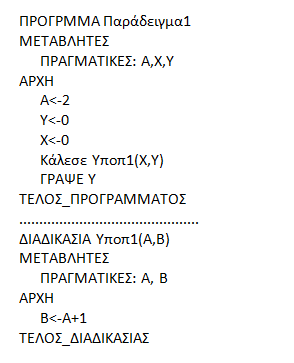 ΠΡΟΓΡΜΜΑ Παράδειγμα1
ΜΕΤΑΒΛΗΤΕΣ
ΠΡΑΓΜΑΤΙΚΕΣ: Α,Χ,Υ
ΑΡΧΗ
Α<-2
Υ<-0
Χ<-0
Κάλεσε Υποπ1(Χ,Υ)
ΓΡΑΨΕ Υ
ΤΕΛΟΣ_ΠΡΟΓΡΑΜΜΑΤΟΣ
.............................................
ΔΙΑΔΙΚΑΣΙΑ Υποπ1(Α,Β)
ΜΕΤΑΒΛΗΤΕΣ
ΠΡΑΓΜΑΤΙΚΕΣ: Α, Β
ΑΡΧΗ
Β<-Α+1
ΤΕΛΟΣ_ΔΙΑΔΙΚΑΣΙΑΣ